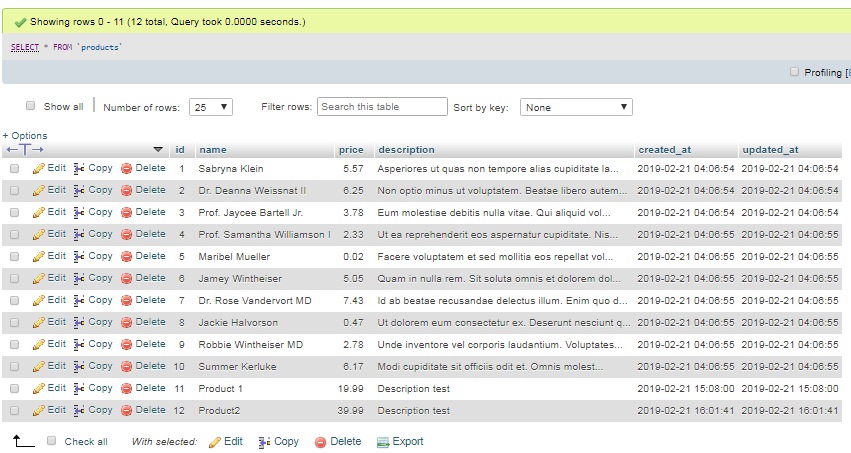 Showing rows 0 - 11 (12 total, Query took 0.0000 seconds.)
SELECT * FROM `products`
Profiling [
Show all Number of rows: 25 Filter rows: Search this table Sort by key: None
+ Options
←T→ id name price description created_at updated_at
Edit Copy Delete 1 Sabryna Klein 5.57 Asperiores ut quas non tempore alias cupiditate la... 2019-02-21 04:06:54 2019-02-21 04:06:54
Edit Copy Delete 2 Dr. Deanna Weissnat II 6.25 Non optio minus ut voluptatem. Beatae libero autem... 2019-02-21 04:06:54 2019-02-21 04:06:54
Edit Copy Delete 3 Prof. Jaycee Bartell Jr. 3.78 Eum molestiae debitis nulla vitae. Qui aliquid vol... 2019-02-21 04:06:54 2019-02-21 04:06:54
Edit Copy Delete 4 Prof. Samantha Williamson I 2.33 Ut ea reprehenderit eos aspernatur cupiditate. Nis... 2019-02-21 04:06:55 2019-02-21 04:06:55
Edit Copy Delete 5 Maribel Mueller 0.02 Facere voluptatem et sed mollitia eos repellat vol... 2019-02-21 04:06:55 2019-02-21 04:06:55
Edit Copy Delete 6 Jamey Wintheiser 5.05 Quam in nulla rem. Sit soluta omnis et dolorem dol... 2019-02-21 04:06:55 2019-02-21 04:06:55
Edit Copy Delete 7 Dr. Rose Vandervort MD 7.43 Id ab beatae recusandae delectus illum. Enim quo d... 2019-02-21 04:06:55 2019-02-21 04:06:55
Edit Copy Delete 8 Jackie Halvorson 0.47 Ut dolorem eum consectetur ex. Deserunt nesciunt q... 2019-02-21 04:06:55 2019-02-21 04:06:55
Edit Copy Delete 9 Robbie Wintheiser MD 2.78 Unde inventore vel corporis laudantium. Voluptates... 2019-02-21 04:06:55 2019-02-21 04:06:55
Edit Copy Delete 10 Summer Kerluke 6.17 Modi cupiditate sit officiis odit et. Omnis molest... 2019-02-21 04:06:55 2019-02-21 04:06:55
Edit Copy Delete 11 Product 1 19.99 Description test 2019-02-21 15:08:00 2019-02-21 15:08:00
Edit Copy Delete 12 Product2 39.99 Description test 2019-02-21 16:01:41 2019-02-21 16:01:41
Check all With selected: Edit Copy Delete Export